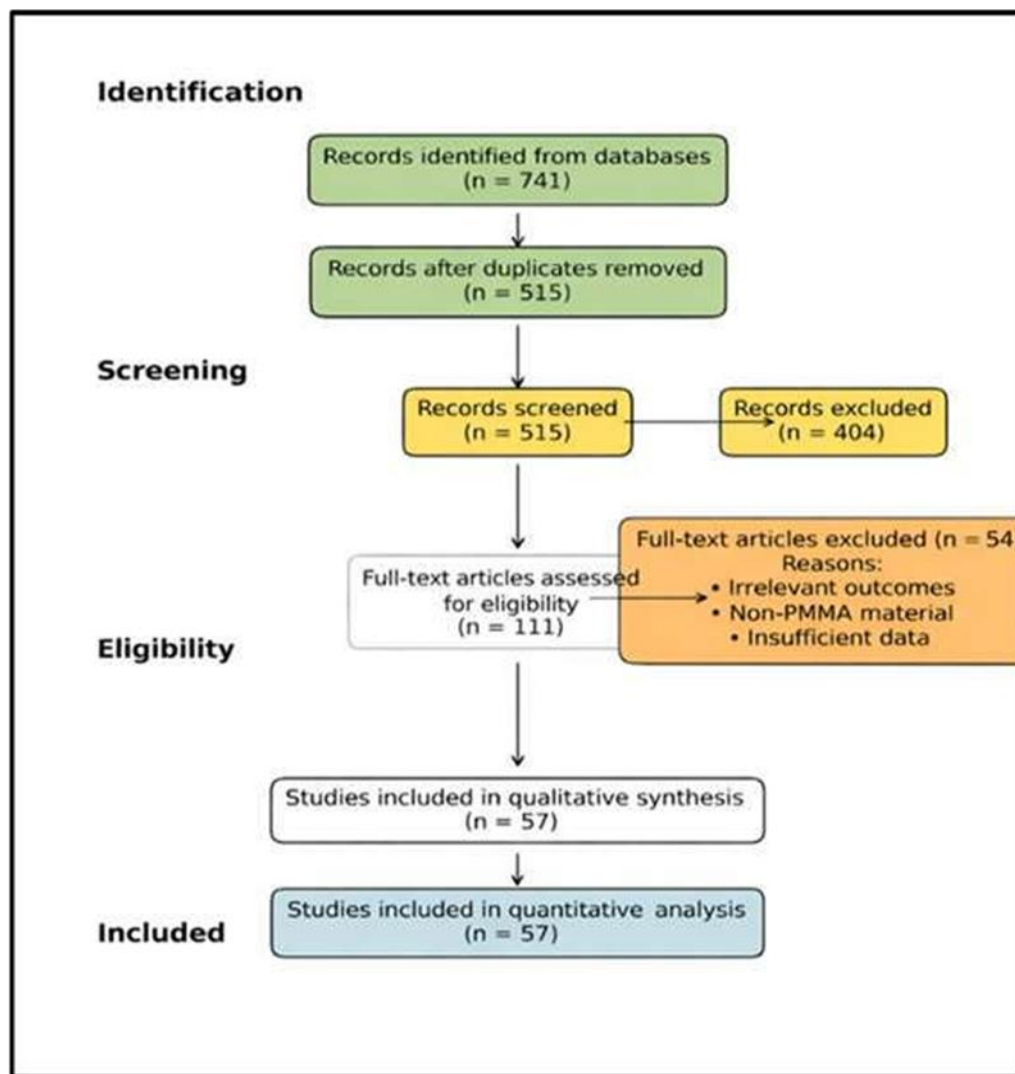 Identification
Records identified from databases
(n = 741)
Records after duplicates removed
(n = 515)
Screening
Records screened
(n = 515)
Records excluded
(n = 404)
Full-text articles assessed
for eligibility
(n = 111)
Full-text articles excluded (n = 54
Reasons:
• Irrelevant outcomes
• Non-PMMA material
• Insufficient data
Eligibility
Studies included in qualitative synthesis
(n = 57)
Studies included in quantitative analysis
(n = 57)
Included